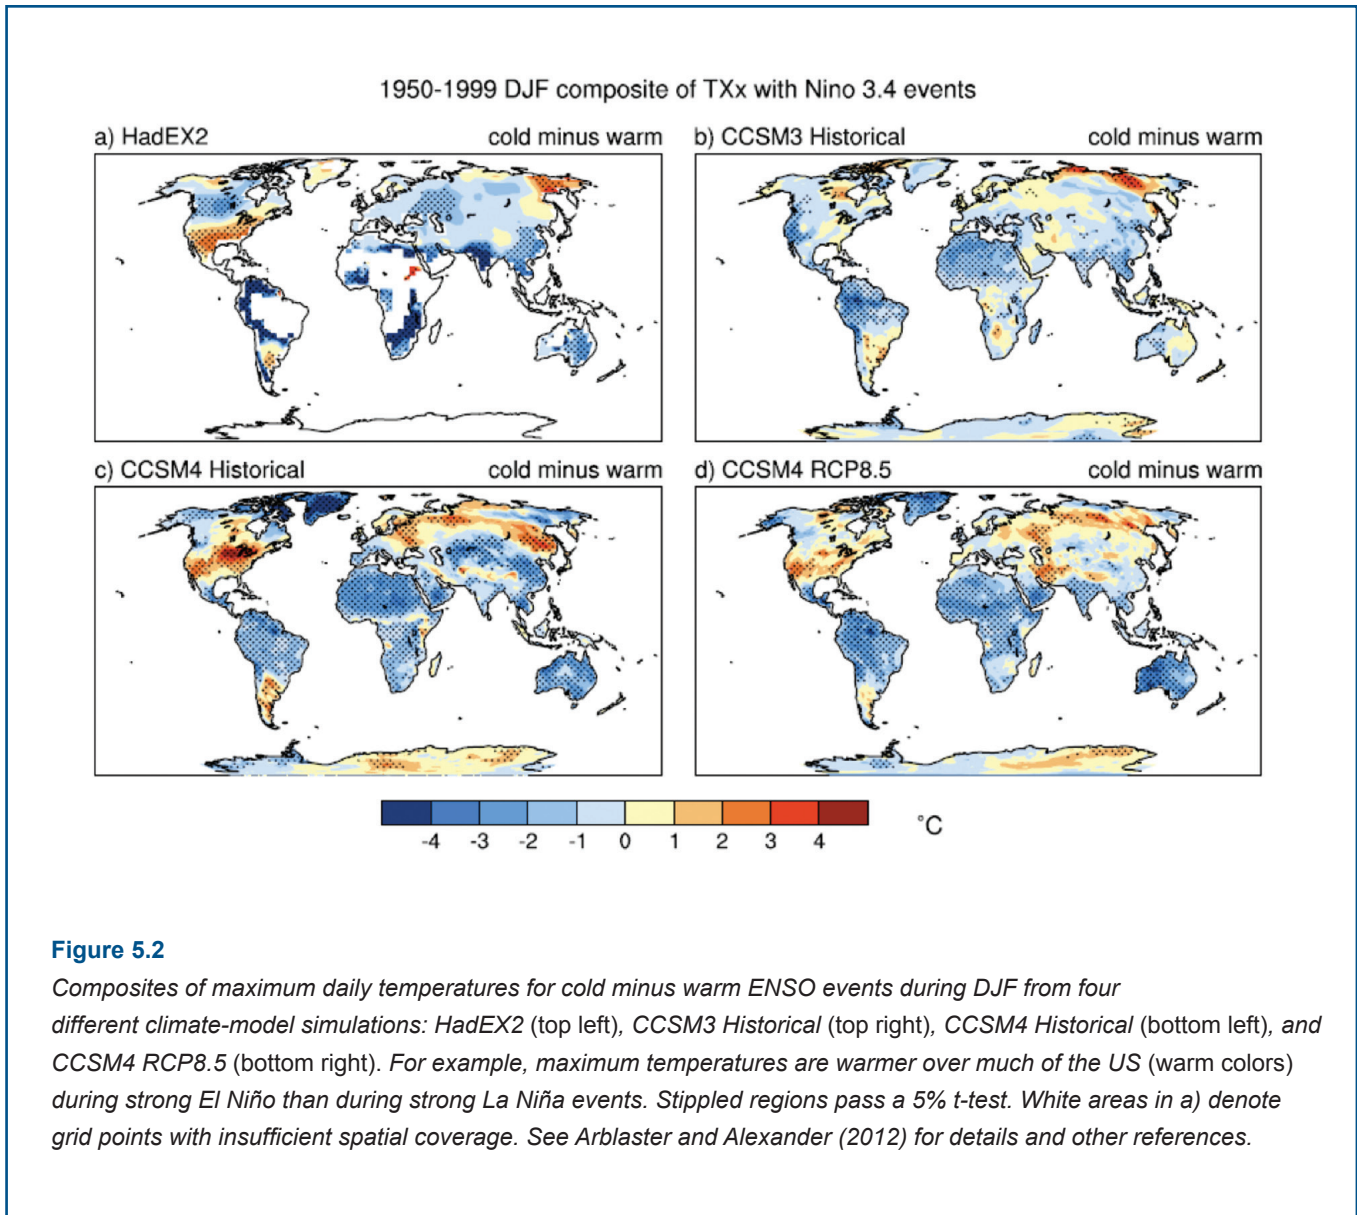 1950-1999 DJF composite of TXx with Nino 3.4 events
a) HadEX2 cold minus warm
b) CCSM3 Historical cold minus warm
c) CCSM4 Historical cold minus warm
d) CCSM4 RCP8.5 cold minus warm
-4 -3 -2 -1 0 1 2 3 4 °C
Figure 5.2
Composites of maximum daily temperatures for cold minus warm ENSO events during DJF from four
different climate-model simulations: HadEX2 (top left), CCSM3 Historical (top right), CCSM4 Historical (bottom left), and
CCSM4 RCP8.5 (bottom right). For example, maximum temperatures are warmer over much of the US (warm colors)
during strong El Niño than during strong La Niña events. Stippled regions pass a 5% t-test. White areas in a) denote
grid points with insufficient spatial coverage. See Arblaster and Alexander (2012) for details and other references.